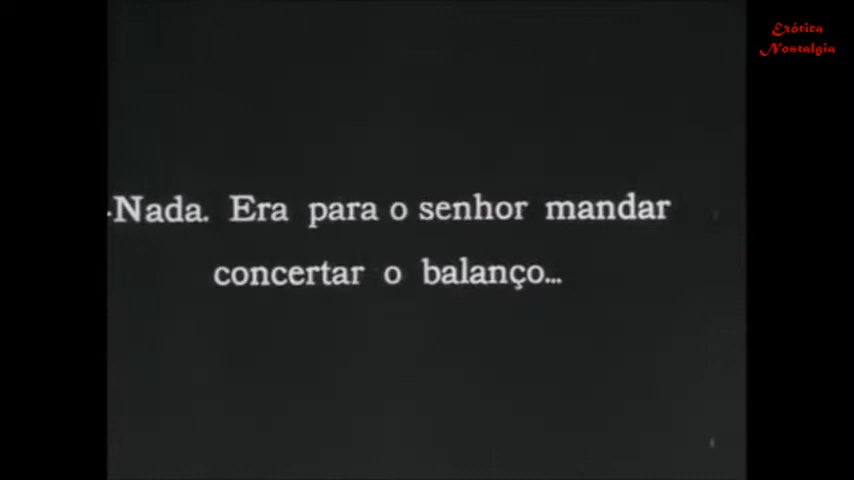 Exótica
Nostalgia
-Nada. Era para o senhor mandar
concertar o balanço...